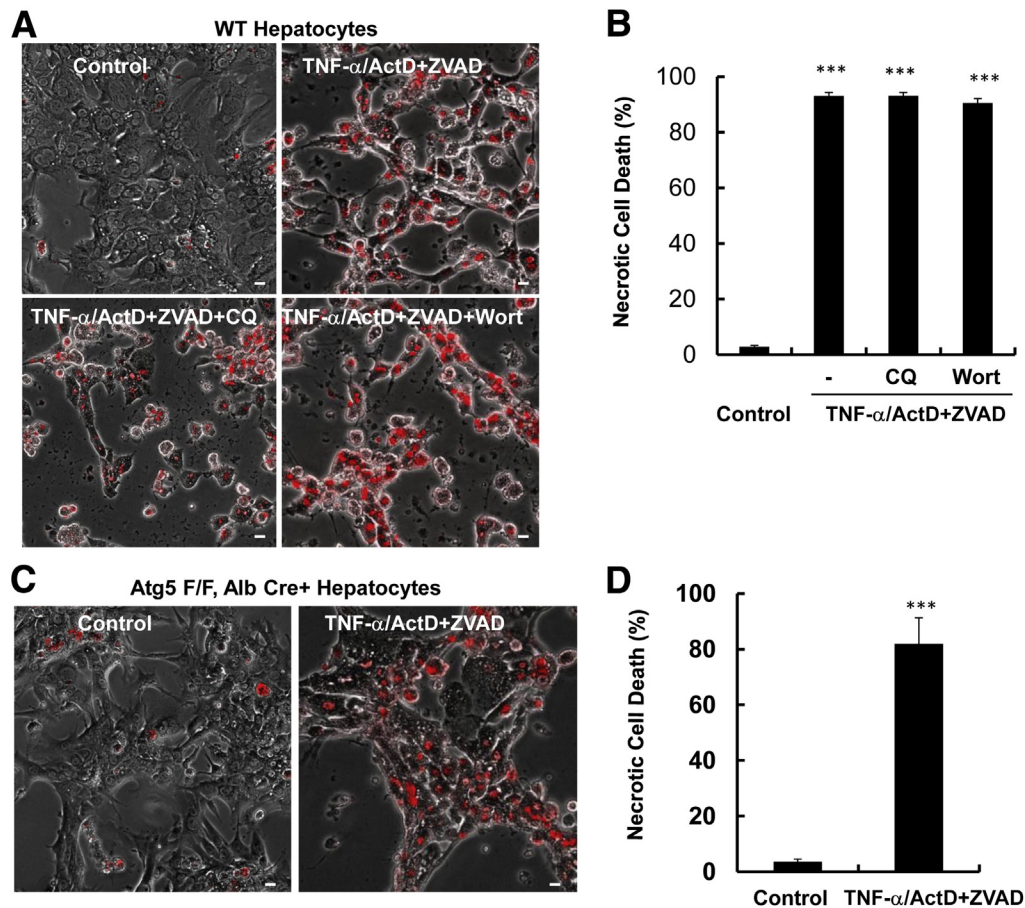 A
WT Hepatocytes
Control
TNF-α/ActD+ZVAD
TNF-α/ActD+ZVAD+CQ
TNF-α/ActD+ZVAD+Wort
B
Necrotic Cell Death (%)
100
80
60
40
20
0
*** *** ***
- CQ Wort
Control TNF-α/ActD+ZVAD
C
Atg5 F/F, Alb Cre+ Hepatocytes
Control
TNF-α/ActD+ZVAD
D
Necrotic Cell Death (%)
100
80
60
40
20
0
***
Control TNF-α/ActD+ZVAD